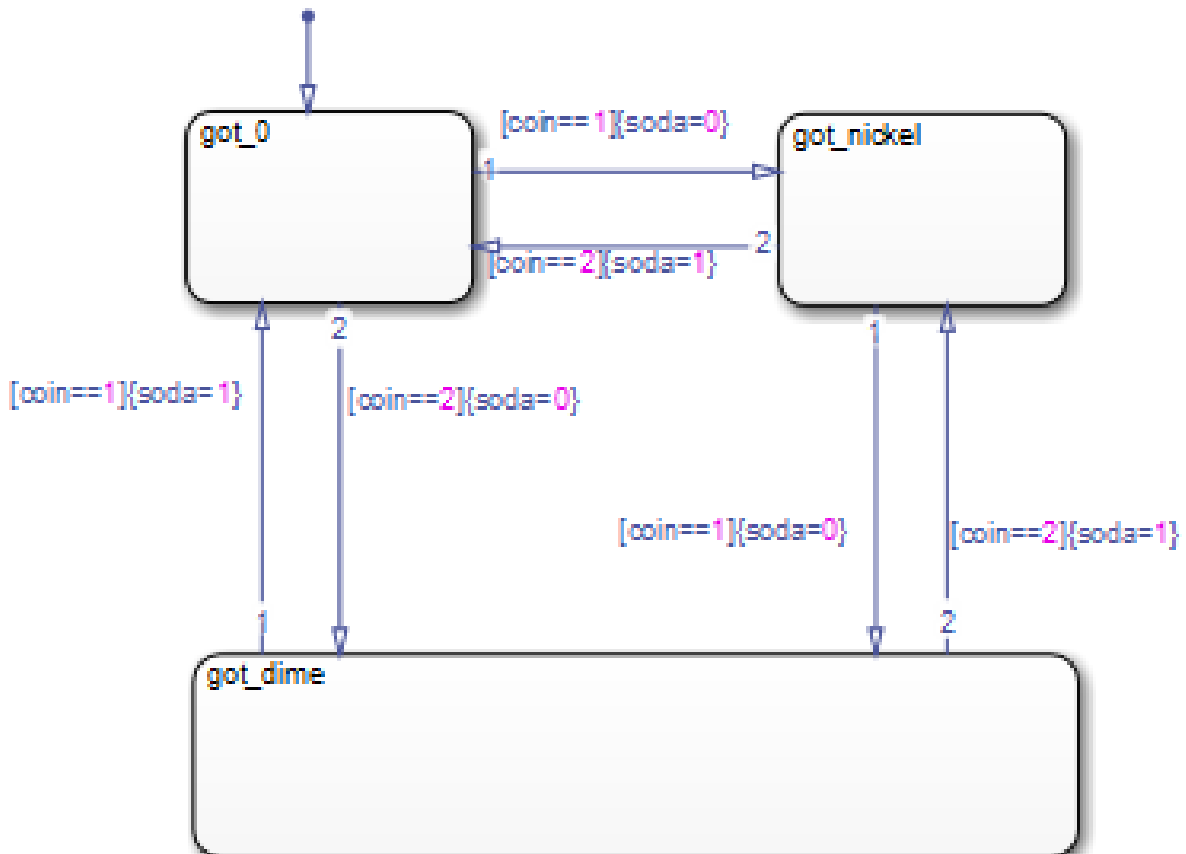 got_0
[coin==1]{soda=0}
got_nickel
1
2
[coin==2]{soda=1}
2
1
[coin==1]{soda=1}
[coin==2]{soda=0}
[coin==1]{soda=0}
[coin==2]{soda=1}
1
2
got_dime